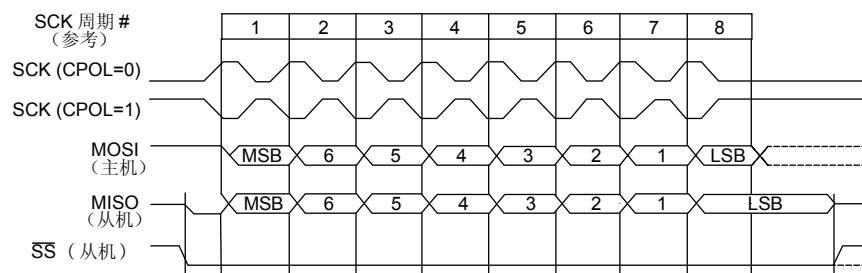 SCK 周期 # 1 2 3 4 5 6 7 8
（参考）
SCK (CPOL=0)
SCK (CPOL=1)
MOSI MSB 6 5 4 3 2 1 LSB
（主机）
MISO MSB 6 5 4 3 2 1 LSB
（从机）
SS （从机）